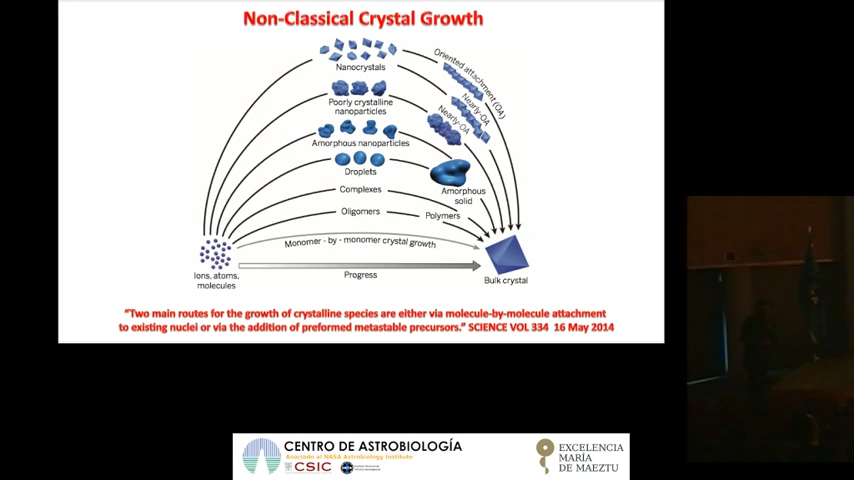 Non-Classical Crystal Growth
Nanocrystals
Oriented attachment (OA)
Poorly crystalline
nanoparticles
Nearly-OA
Nearly-OA
Amorphous nanoparticles
Droplets
Amorphous
solid
Complexes
Oligomers
Polymers
Monomer - by - monomer crystal growth
Ions, atoms,
molecules
Progress
Bulk crystal
“Two main routes for the growth of crystalline species are either via molecule-by-molecule attachment
to existing nuclei or via the addition of preformed metastable precursors.” SCIENCE VOL 334 16 May 2014
CENTRO DE ASTROBIOLOGÍA
Asociado al NASA Astrobiology Institute
CSIC
EXCELENCIA
MARÍA
DE MAEZTU